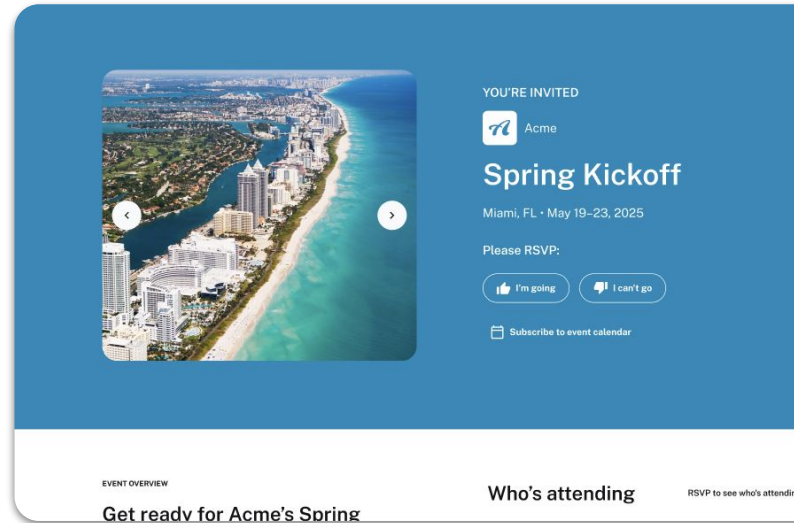 YOU'RE INVITED
Acme
Spring Kickoff
Miami, FL • May 19–23, 2025
Please RSVP:
I'm going
I can't go
Subscribe to event calendar
EVENT OVERVIEW
Get ready for Acme's Spring
Who's attending
RSVP to see who's